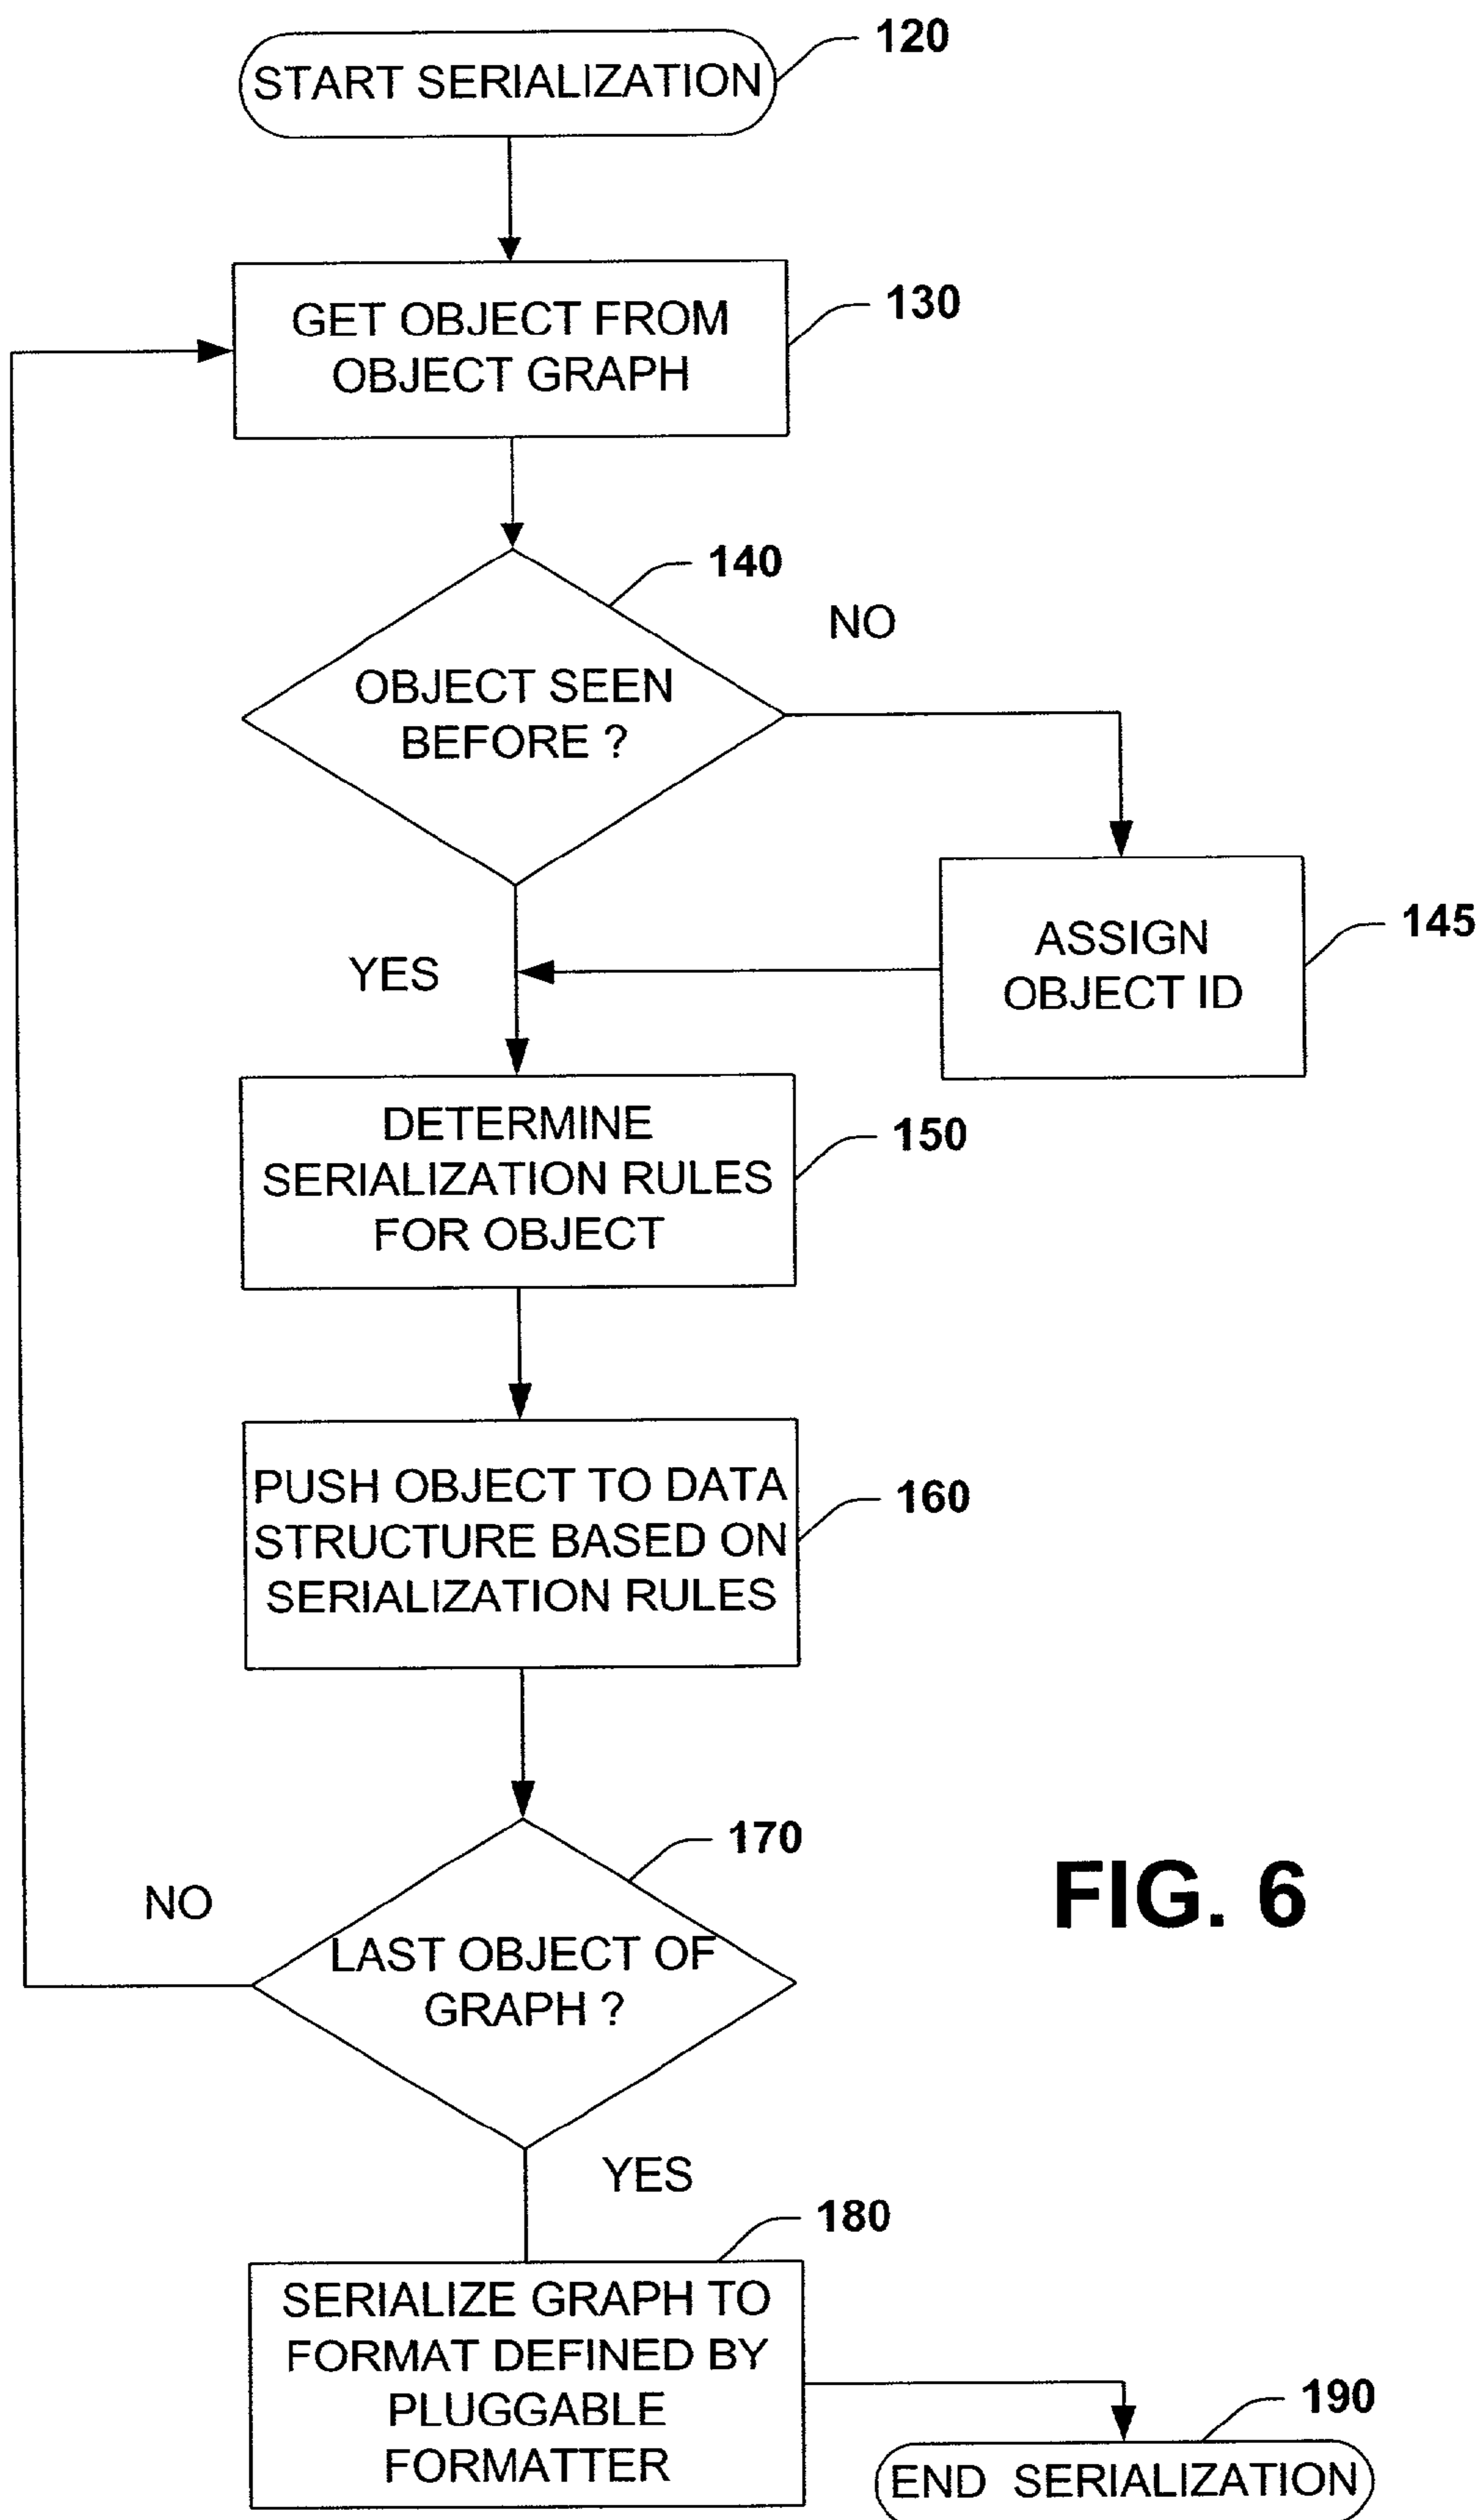 120
START SERIALIZATION
130
GET OBJECT FROM
OBJECT GRAPH
140
NO
OBJECT SEEN
BEFORE ?
145
ASSIGN
OBJECT ID
YES
150
DETERMINE
SERIALIZATION RULES
FOR OBJECT
160
PUSH OBJECT TO DATA
STRUCTURE BASED ON
SERIALIZATION RULES
170
NO
LAST OBJECT OF
GRAPH ?
FIG. 6
YES
180
SERIALIZE GRAPH TO
FORMAT DEFINED BY
PLUGGABLE
FORMATTER
190
END SERIALIZATION